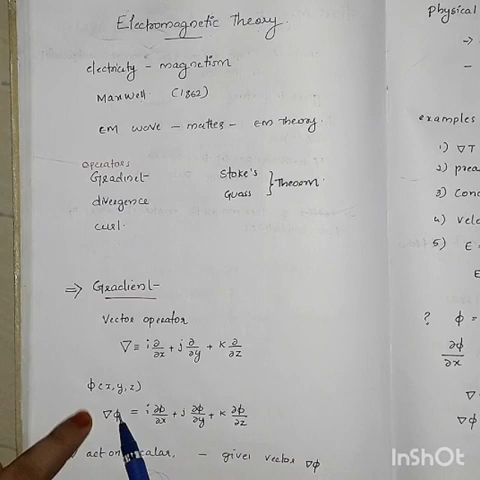 Electromagnetic Theory.
electricity - magnetism
Maxwell (1862)
EM wave - matter - EM Theory.
operators
Gradinet
divergence
curl
Stoke's
Guass
} Theorem
⇒ Gradient-
Vector operator
∇ = i ∂/∂x + j ∂/∂y + k ∂/∂z
ϕ(x, y, z)
∇ϕ = i ∂ϕ/∂x + j ∂ϕ/∂y + k ∂ϕ/∂z
act on scalar, - gives vector ∇ϕ
physical
→
-
examples
1) ∇T
2)
3)
4)
5) E
E
? ϕ =
∂ϕ/∂x
∇ϕ
InShOt